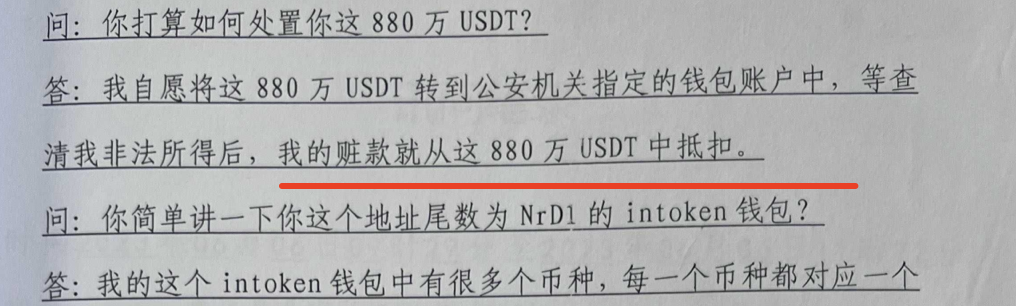 问：你打算如何处置你这 880 万 USDT？
答：我自愿将这 880 万 USDT 转到公安机关指定的钱包账户中，等查
清我非法所得后，我的赃款就从这 880 万 USDT 中抵扣。
问：你简单讲一下你这个地址尾数为 NrD1 的 intoken 钱包？
答：我的这个 intoken 钱包中有很多个币种，每一个币种都对应一个